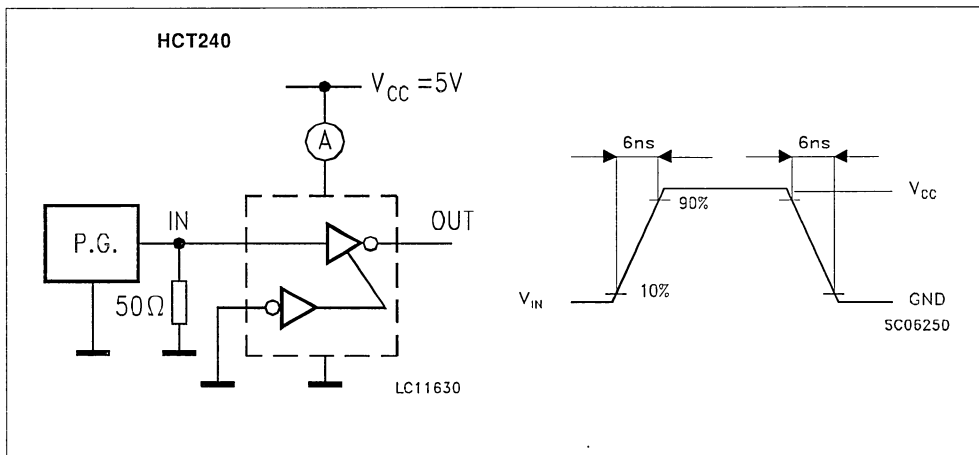 HCT240
V_CC =5V
A
P.G.
IN
OUT
50Ω
LC11630
6ns
6ns
V_CC
90%
10%
V_IN
GND
SC06250